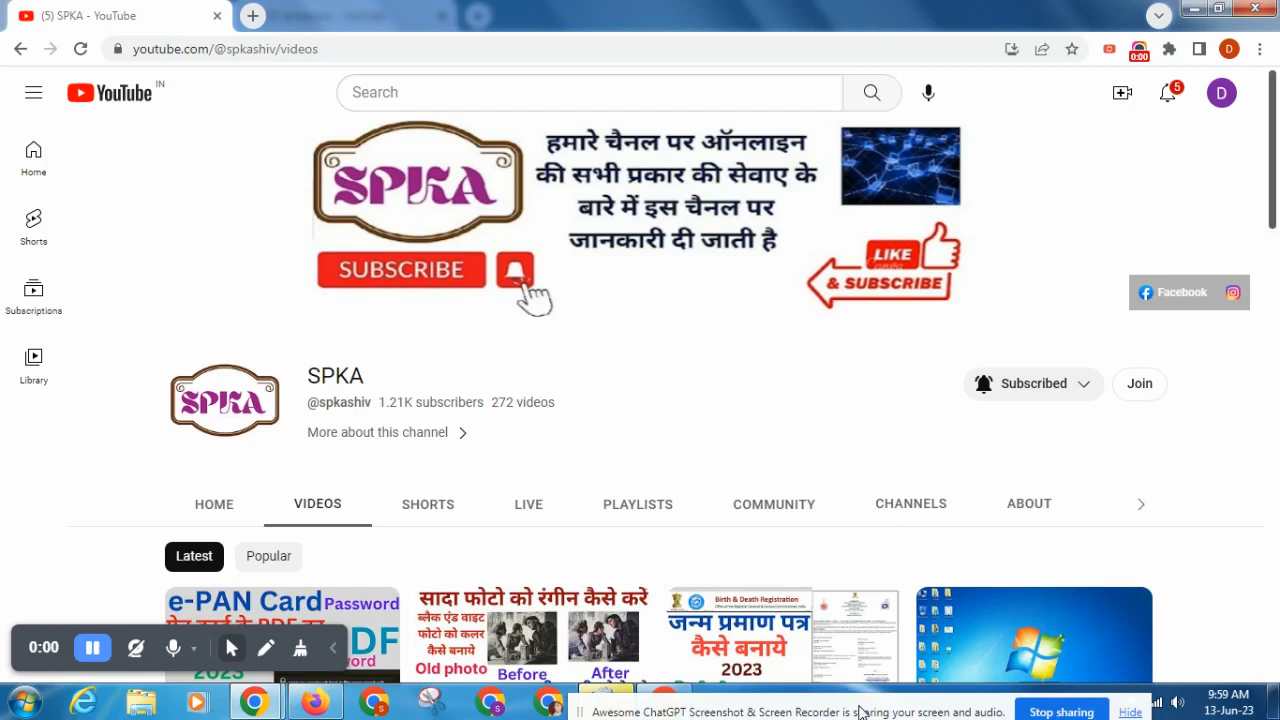 (5) SPKA - YouTube
youtube.com/@spkashiv/videos
0:00
D
YouTube IN
Search
5
D
Home
Shorts
Subscriptions
Library
SPKA
SUBSCRIBE
हमारे चैनल पर ऑनलाइन
की सभी प्रकार की सेवाए के
बारे में इस चैनल पर
जानकारी दी जाती है
LIKE
& SUBSCRIBE
Facebook
SPKA
SPKA
@spkashiv 1.21K subscribers 272 videos
More about this channel
Subscribed
Join
HOME VIDEOS SHORTS LIVE PLAYLISTS COMMUNITY CHANNELS ABOUT
Latest Popular
e-PAN Card Password
2023
सादा फोटो को रंगीन कैसे करें
ब्लैक एंड वाइट
फोटो को कलर
कैसे बनाये
Old photo
Before
After
Birth & Death Registration
जन्म प्रमाण पत्र
कैसे बनाये
2023
0:00
Awesome ChatGPT Screenshot & Screen Recorder is sharing your screen and audio.
Stop sharing
Hide
9:59 AM
13-Jun-23